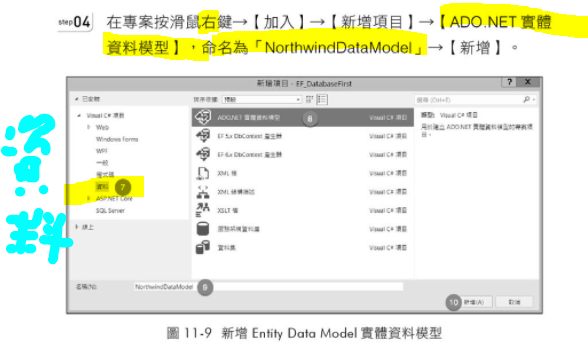 step04 在專案按滑鼠右鍵→【加入】→【新增項目】→【ADO.NET 實體
資料模型】，命名為「NorthwindDataModel」→【新增】。
新增項目 - EF_DatabaseFirst
? X
已安裝
排序依據: 預設
搜尋 (Ctrl+E)
Visual C# 項目
Web
Windows Forms
WPF
一般
程式碼
資料 7
ASP.NET Core
SQL Server
線上
ADO.NET 實體資料模型 8 Visual C# 項目
EF 5.x DbContext 產生器 Visual C# 項目
EF 6.x DbContext 產生器 Visual C# 項目
XML 檔 Visual C# 項目
XML 結構描述 Visual C# 項目
XSLT 檔 Visual C# 項目
服務架構資料庫 Visual C# 項目
資料集 Visual C# 項目
類型: Visual C# 項目
用於建立 ADO.NET 實體資料模型的專案項
目。
資料
名稱(N): NorthwindDataModel 9
10 新增(A) 取消
圖 11-9 新增 Entity Data Model 實體資料模型